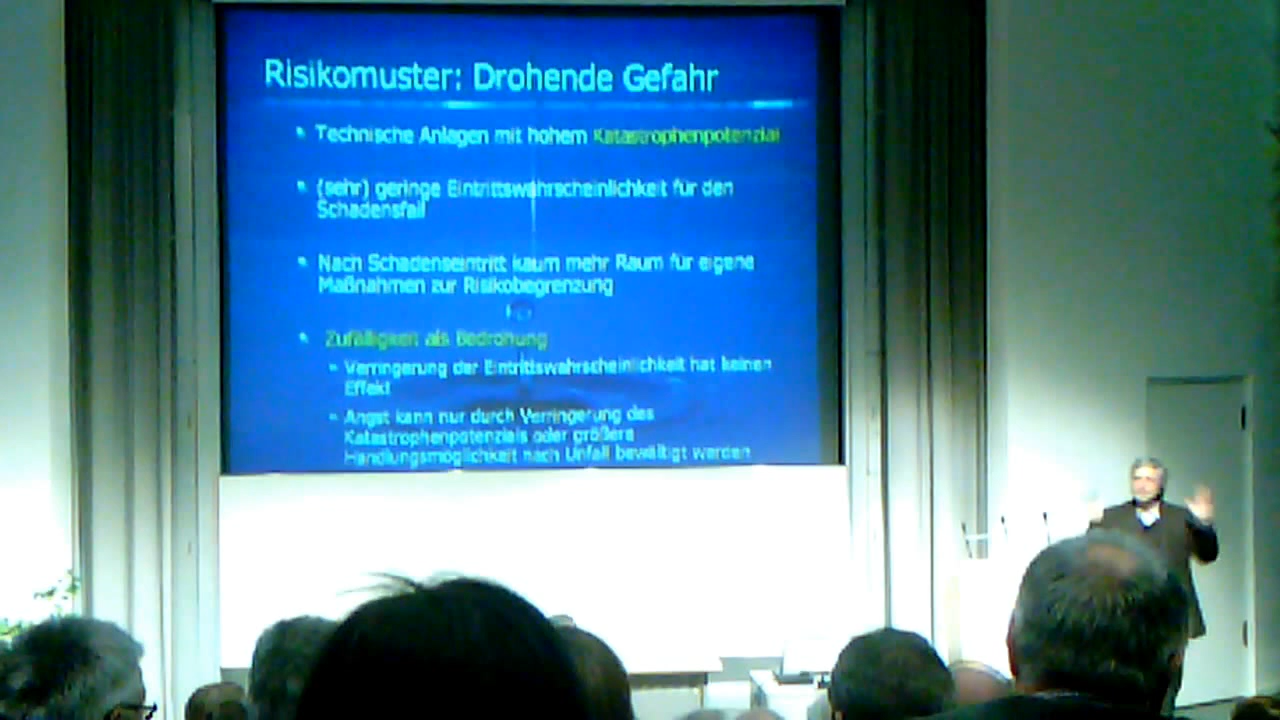 Risikomuster: Drohende Gefahr
Technische Anlagen mit hohem Katastrophenpotenzial
(sehr) geringe Eintrittswahrscheinlichkeit für den
Schadensfall
Nach Schadenseintritt kaum mehr Raum für eigene
Maßnahmen zur Risikobegrenzung
Zufälligkeit als Bedrohung
- Verringerung der Eintrittswahrscheinlichkeit hat keinen
Effekt
- Angst kann nur durch Verringerung des
Katastrophenpotenzials oder größere
Handlungsmöglichkeit nach Unfall bewältigt werden